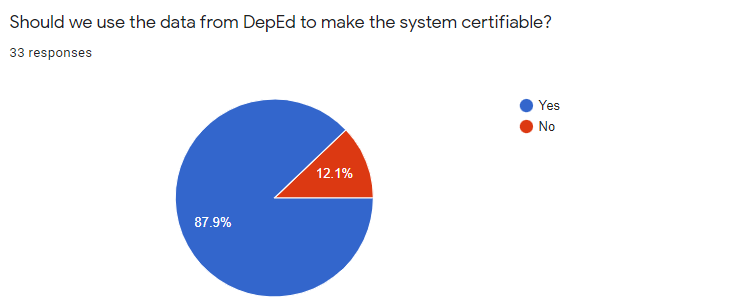 Should we use the data from DepEd to make the system certifiable?
33 responses
Yes
No
12.1%
87.9%